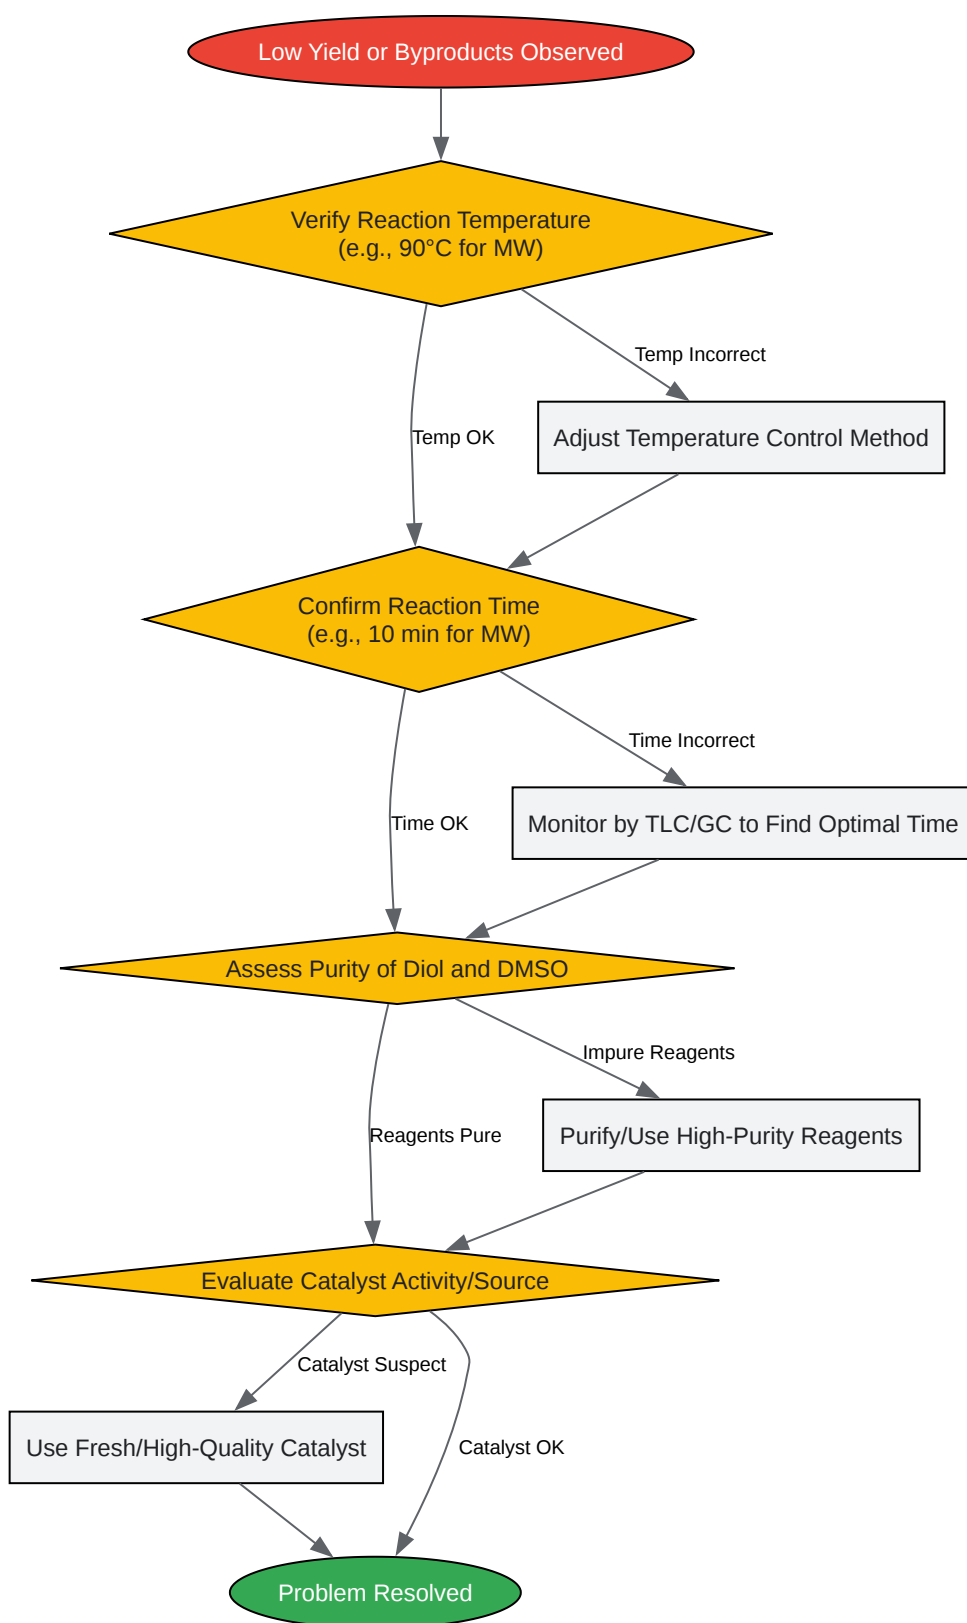 Low Yield or Byproducts Observed
Verify Reaction Temperature
(e.g., 90°C for MW)
Temp Incorrect
Temp OK
Adjust Temperature Control Method
Confirm Reaction Time
(e.g., 10 min for MW)
Time Incorrect
Time OK
Monitor by TLC/GC to Find Optimal Time
Assess Purity of Diol and DMSO
Impure Reagents
Reagents Pure
Purify/Use High-Purity Reagents
Evaluate Catalyst Activity/Source
Catalyst Suspect
Catalyst OK
Use Fresh/High-Quality Catalyst
Problem Resolved